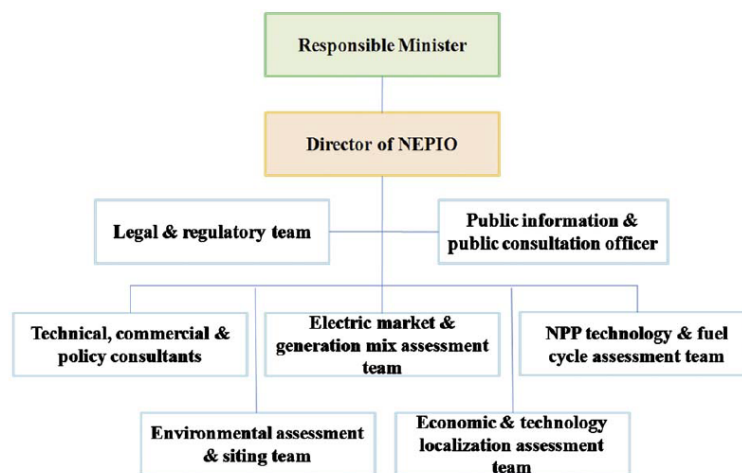 Responsible Minister
Director of NEPIO
Legal & regulatory team
Public information &
public consultation officer
Technical, commercial &
policy consultants
Electric market &
generation mix assessment
team
NPP technology & fuel
cycle assessment team
Environmental assessment
& siting team
Economic & technology
localization assessment
team